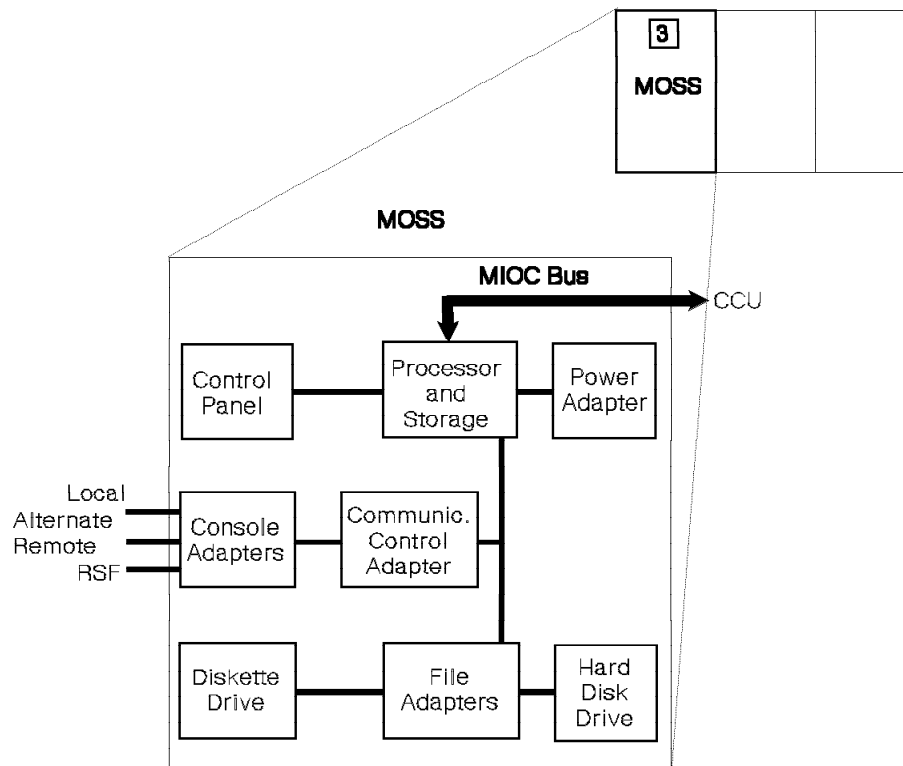 3
MOSS
MOSS
MIOC Bus
CCU
Control
Panel
Processor
and
Storage
Power
Adapter
Local
Alternate
Remote
RSF
Console
Adapters
Communic.
Control
Adapter
Diskette
Drive
File
Adapters
Hard
Disk
Drive